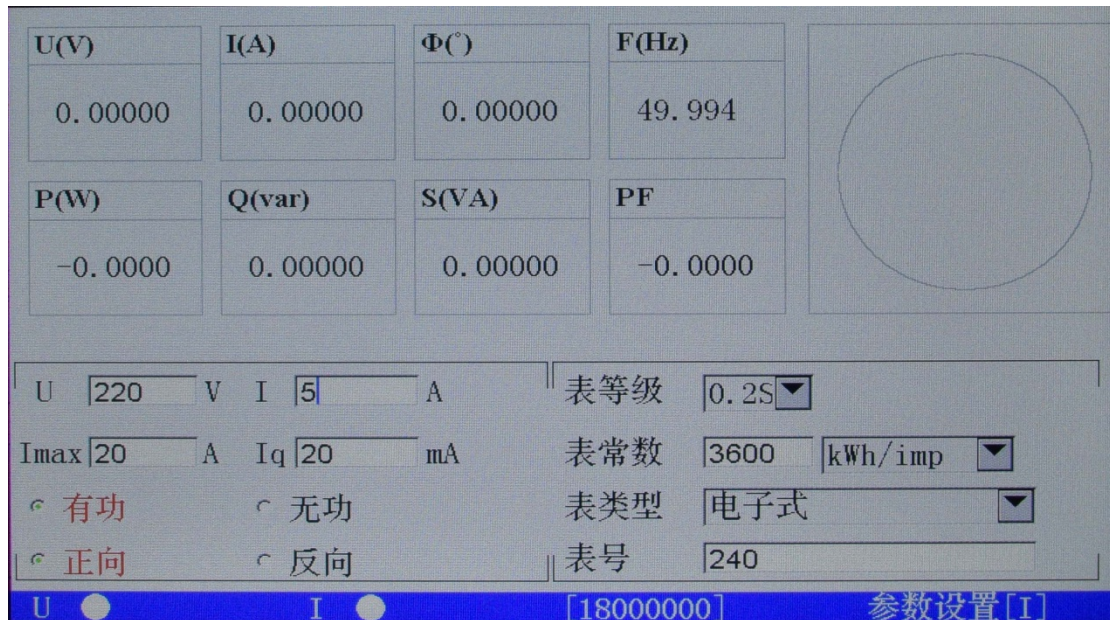 U(V) I(A) Φ(°) F(Hz)
0.00000 0.00000 0.00000 49.994
P(W) Q(var) S(VA) PF
-0.0000 0.00000 0.00000 -0.0000
U 220 V I 5 A 表等级 0.2S
Imax 20 A Iq 20 mA 表常数 3600 kWh/imp
有功 无功 表类型 电子式
正向 反向 表号 240
U I [18000000] 参数设置[I]